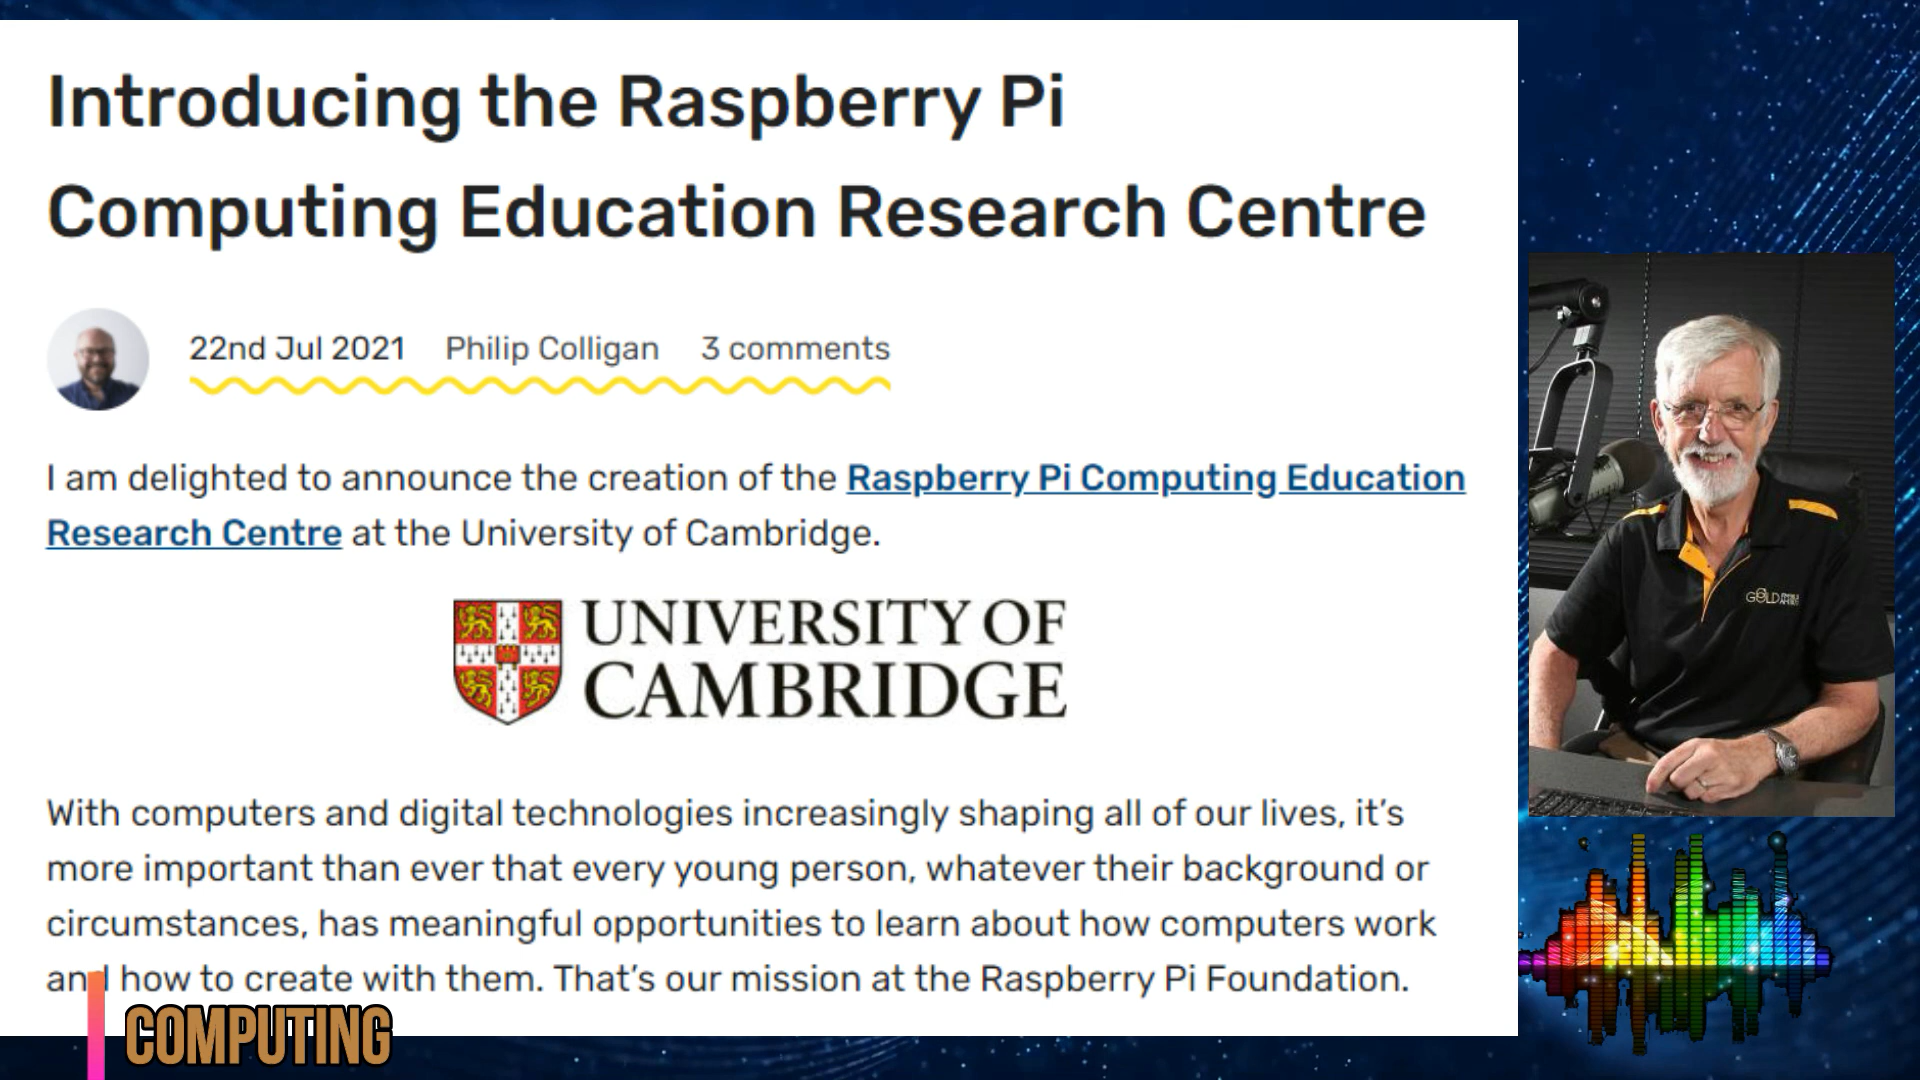 Introducing the Raspberry Pi
Computing Education Research Centre
22nd Jul 2021 Philip Colligan 3 comments
I am delighted to announce the creation of the Raspberry Pi Computing Education
Research Centre at the University of Cambridge.
UNIVERSITY OF
CAMBRIDGE
With computers and digital technologies increasingly shaping all of our lives, it's
more important than ever that every young person, whatever their background or
circumstances, has meaningful opportunities to learn about how computers work
and how to create with them. That's our mission at the Raspberry Pi Foundation.
COMPUTING
GOLD